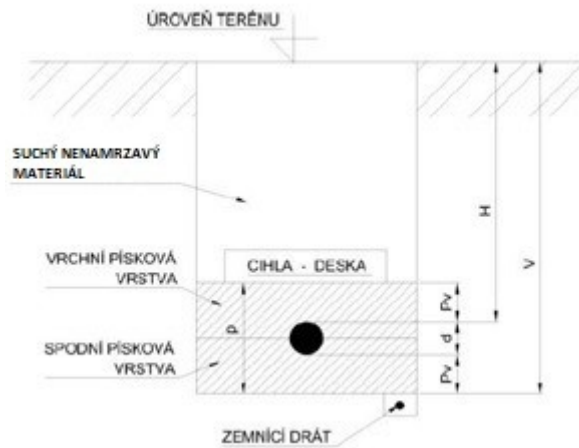 ÚROVEŇ TERÉNU
SUCHÝ NENAMRZAVÝ
MATERIÁL
H
V
VRCHNÍ PÍSKOVÁ
VRSTVA
CIHLA - DESKA
p
Pv
d
Pv
SPODNÍ PÍSKOVÁ
VRSTVA
ZEMNÍCÍ DRÁT